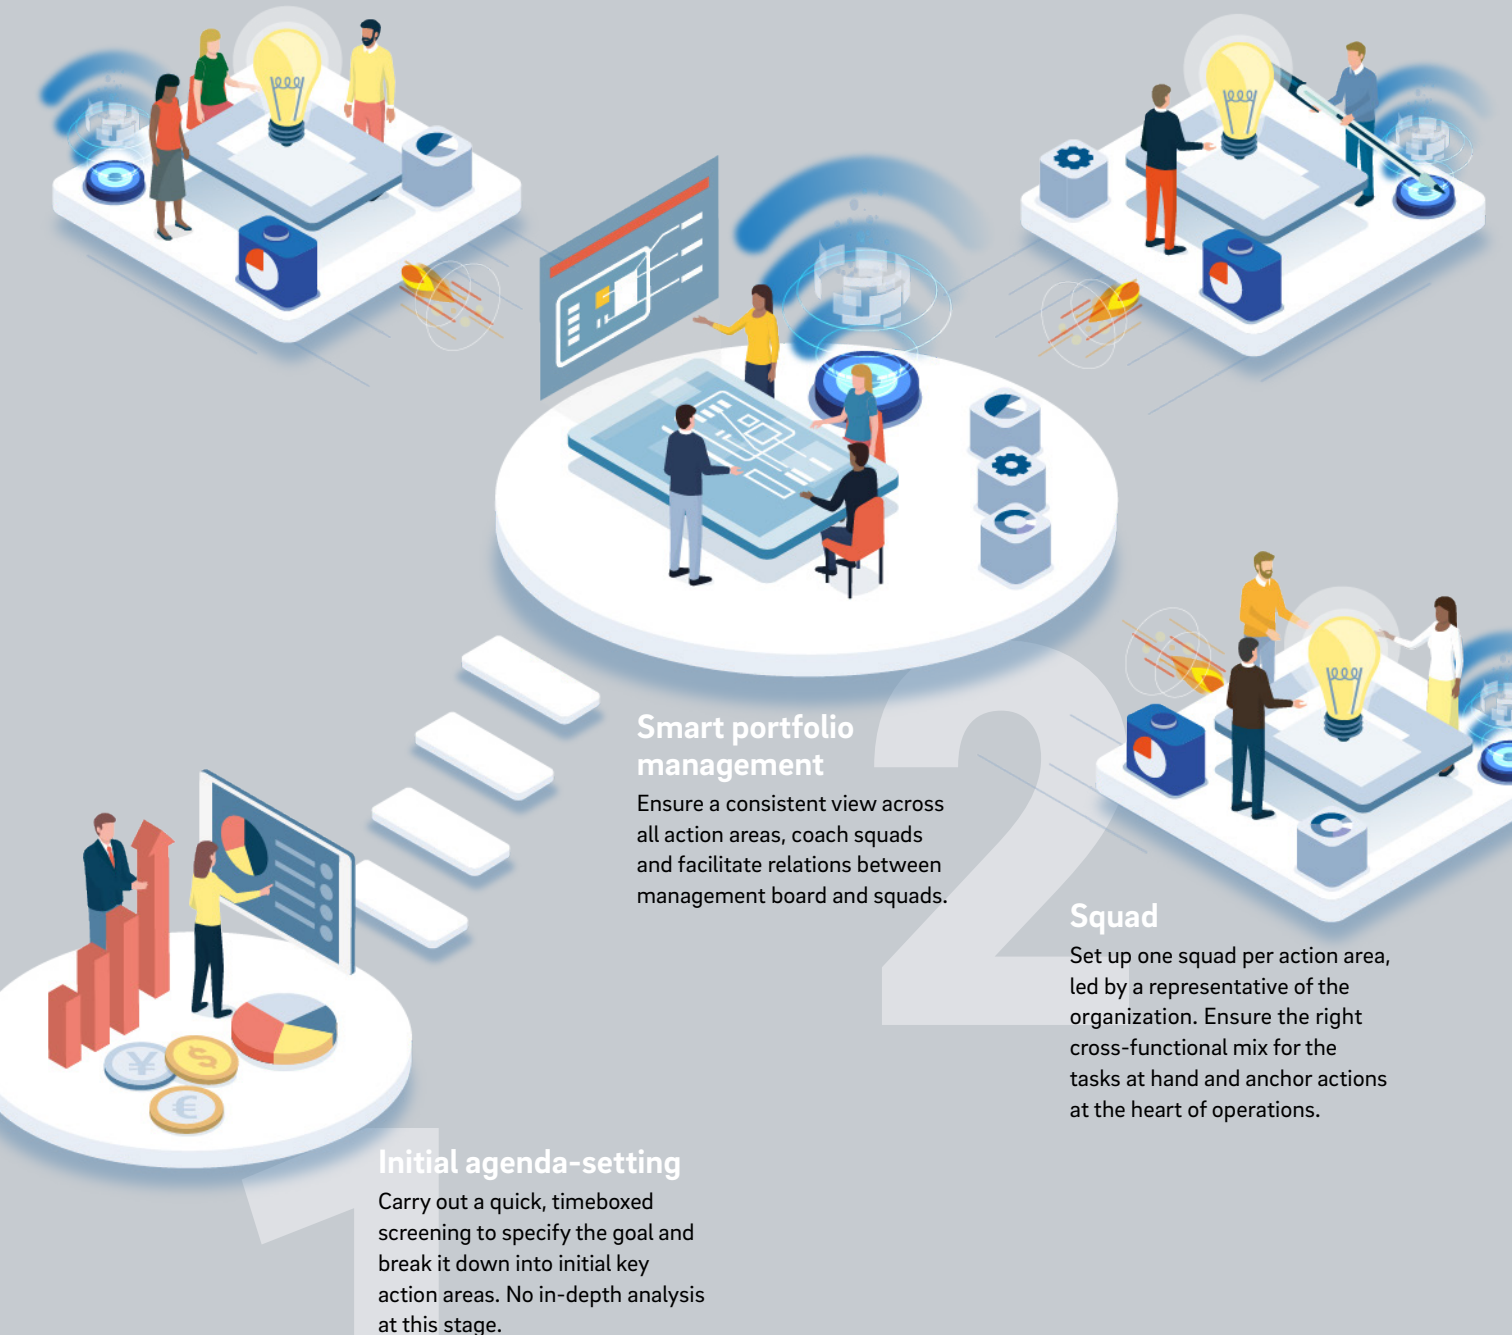 Smart portfolio
management
Ensure a consistent view across
all action areas, coach squads
and facilitate relations between
management board and squads.
2
Squad
Set up one squad per action area,
led by a representative of the
organization. Ensure the right
cross-functional mix for the
tasks at hand and anchor actions
at the heart of operations.
¥
$
€
1
Initial agenda-setting
Carry out a quick, timeboxed
screening to specify the goal and
break it down into initial key
action areas. No in-depth analysis
at this stage.